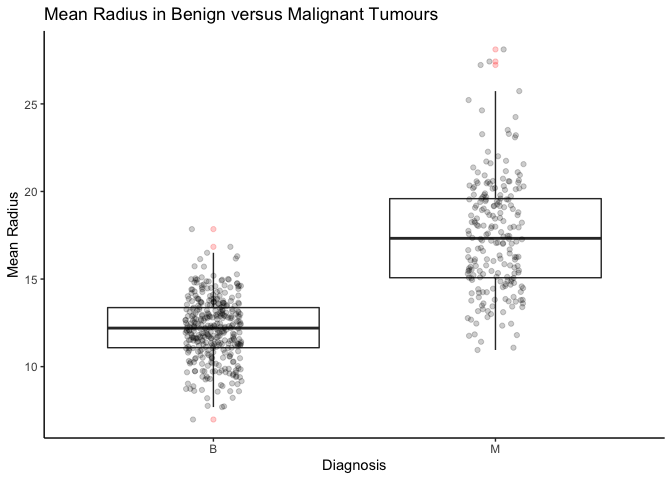 Mean Radius in Benign versus Malignant Tumours
Mean Radius
25
20
15
10
B
M
Diagnosis